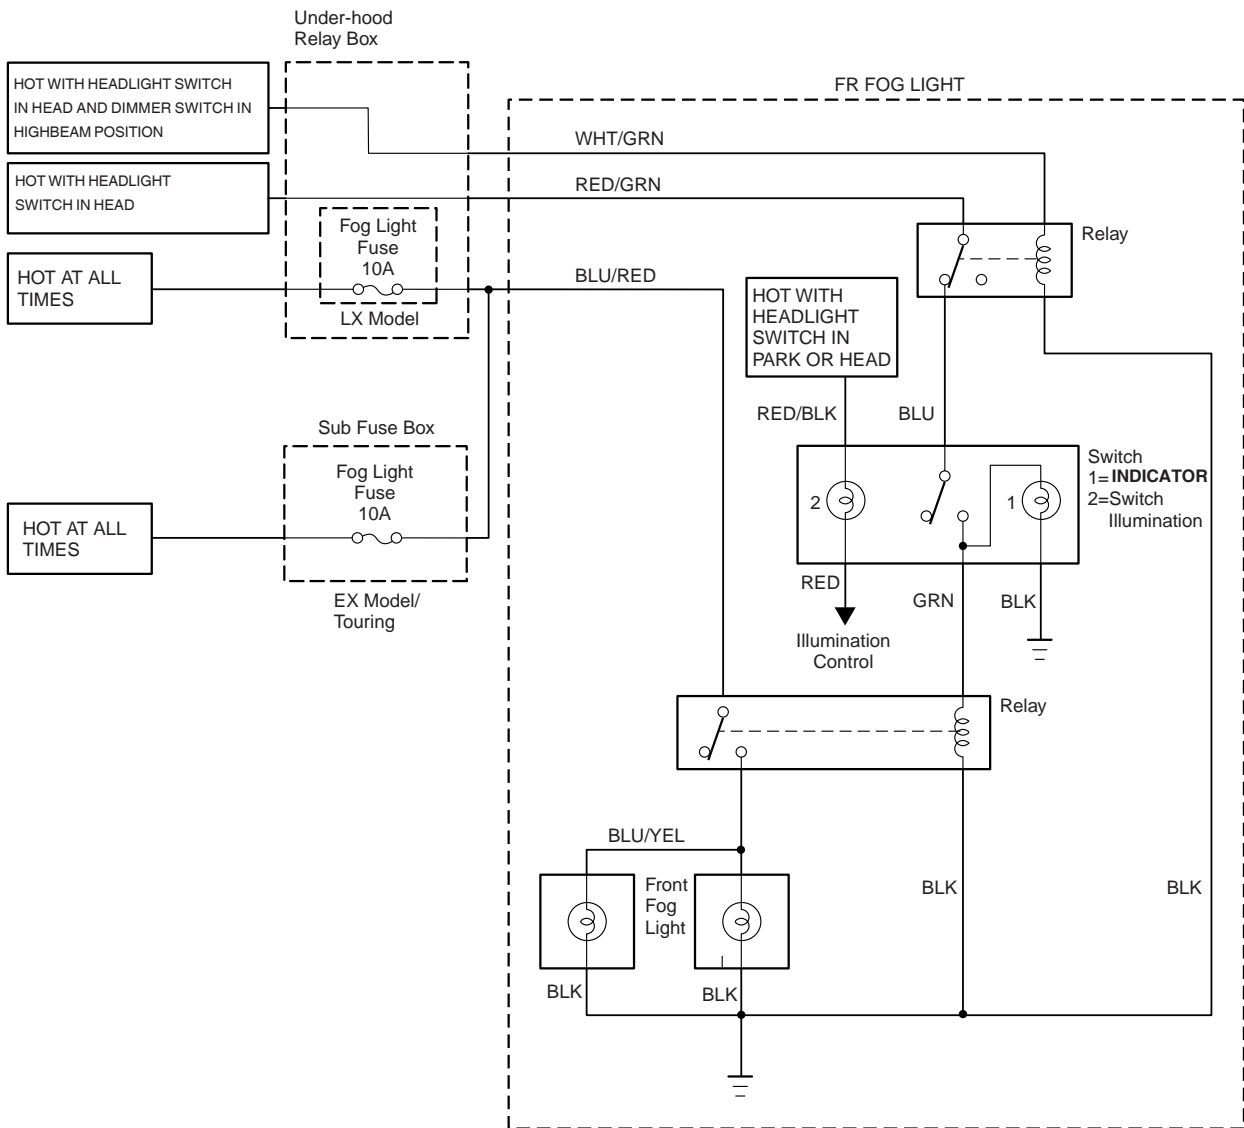 Under-hood
Relay Box
HOT WITH HEADLIGHT SWITCH
IN HEAD AND DIMMER SWITCH IN
HIGHBEAM POSITION
FR FOG LIGHT
WHT/GRN
HOT WITH HEADLIGHT
SWITCH IN HEAD
RED/GRN
Fog Light
Fuse
10A
LX Model
Relay
HOT AT ALL
TIMES
BLU/RED
HOT WITH
HEADLIGHT
SWITCH IN
PARK OR HEAD
RED/BLK
BLU
Sub Fuse Box
Fog Light
Fuse
10A
EX Model/
Touring
HOT AT ALL
TIMES
Switch
1=INDICATOR
2=Switch
Illumination
2
1
RED
GRN
BLK
Illumination
Control
Relay
BLU/YEL
Front
Fog
Light
BLK
BLK
BLK
BLK